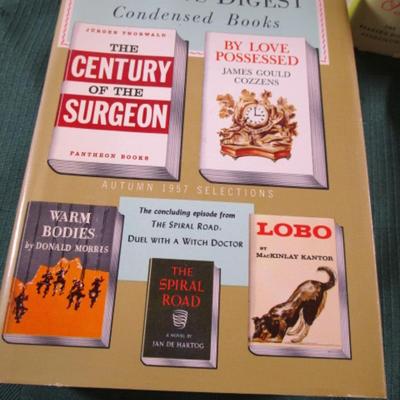 DIGEST
Condensed Books
JÜRGEN THORWALD
THE
CENTURY
OF THE
SURGEON
PANTHEON BOOKS
BY LOVE
POSSESSED
JAMES GOULD
COZZENS
AUTUMN 1957 SELECTIONS
WARM
BODIES
by DONALD MORRIS
The concluding episode from
THE SPIRAL ROAD:
DUEL WITH A WITCH DOCTOR
THE
SPIRAL
ROAD
A NOVEL BY
JAN DE HARTOG
LOBO
BY
MacKINLAY KANTOR